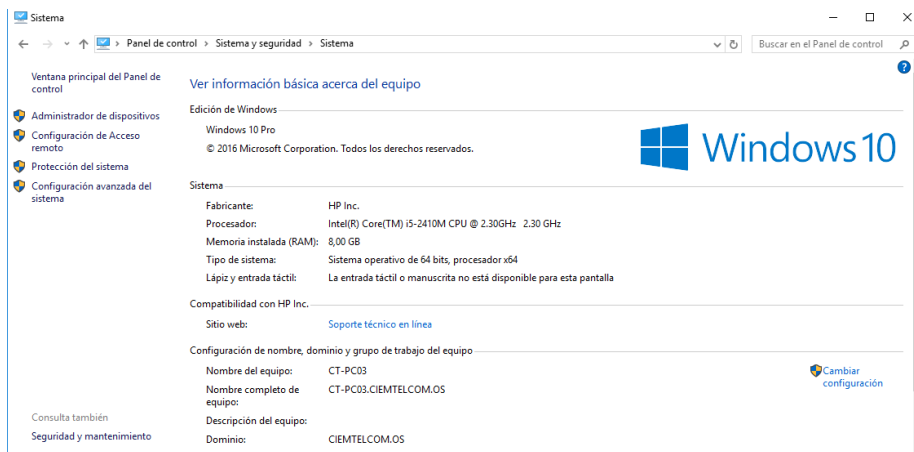 Sistema
Panel de control > Sistema y seguridad > Sistema
Buscar en el Panel de control
Ventana principal del Panel de
control
Administrador de dispositivos
Configuración de Acceso
remoto
Protección del sistema
Configuración avanzada del
sistema
Consulta también
Seguridad y mantenimiento
Ver información básica acerca del equipo
Edición de Windows
Windows 10 Pro
© 2016 Microsoft Corporation. Todos los derechos reservados.
Windows 10
Sistema
Fabricante: HP Inc.
Procesador: Intel(R) Core(TM) i5-2410M CPU @ 2.30GHz 2.30 GHz
Memoria instalada (RAM): 8,00 GB
Tipo de sistema: Sistema operativo de 64 bits, procesador x64
Lápiz y entrada táctil: La entrada táctil o manuscrita no está disponible para esta pantalla
Compatibilidad con HP Inc.
Sitio web: Soporte técnico en línea
Configuración de nombre, dominio y grupo de trabajo del equipo
Nombre del equipo: CT-PC03
Nombre completo de CT-PC03.CIEMTELCOM.OS
equipo:
Descripción del equipo:
Dominio: CIEMTELCOM.OS
Cambiar
configuración